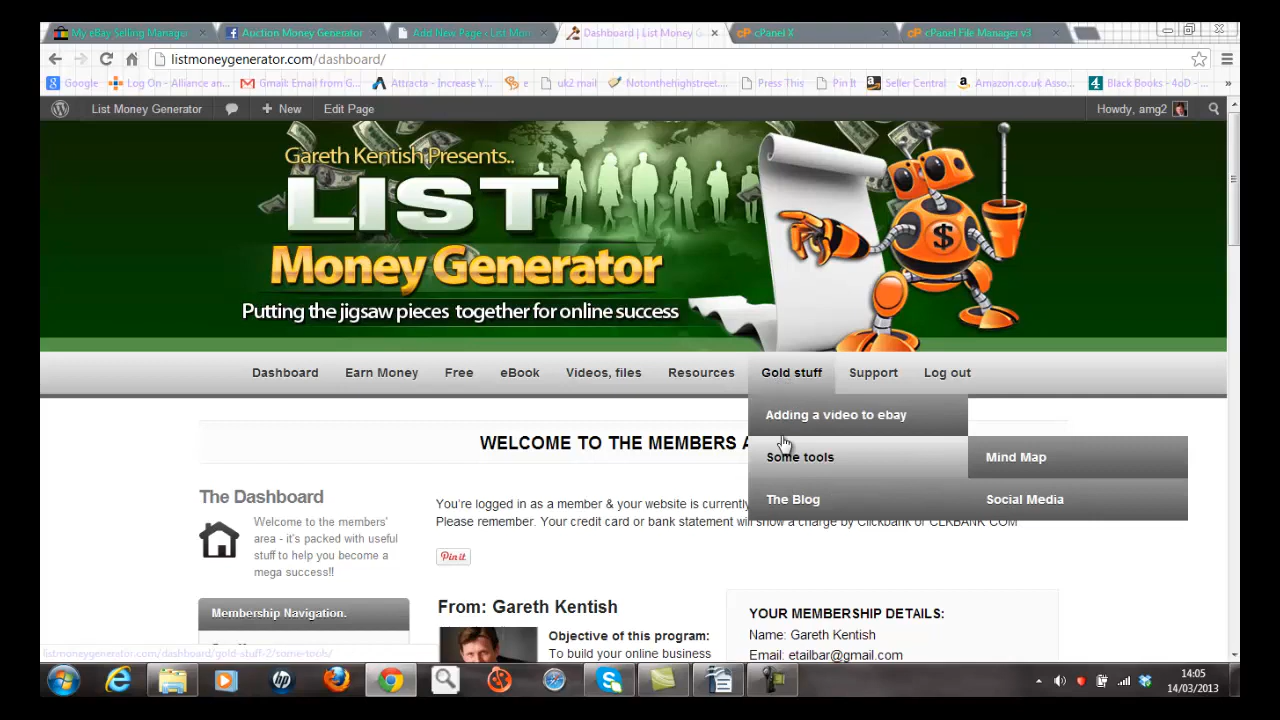 My eBay Selling Manag
Auction Money Generator
Add New Page ‹ List Mon
Dashboard | List Money G
cPanel X
cPanel File Manager v3
listmoneygenerator.com/dashboard/
Google
Log On - Alliance an...
Gmail: Email from G...
Attracta - Increase Y...
e
uk2 mail
Notonthehighstreet....
Press This
Pin It
Seller Central
Amazon.co.uk Asso...
Black Books - 4oD - ...
»
List Money Generator
+ New
Edit Page
Howdy, amg2
Gareth Kentish Presents..
LIST
Money Generator
Putting the jigsaw pieces together for online success
$
Dashboard
Earn Money
Free
eBook
Videos, files
Resources
Gold stuff
Support
Log out
Adding a video to ebay
Some tools
Mind Map
The Blog
Social Media
WELCOME TO THE MEMBERS A
The Dashboard
Welcome to the members'
area - it's packed with useful
stuff to help you become a
mega success!!
You're logged in as a member & your website is currently
Please remember. Your credit card or bank statement will show a charge by Clickbank or CLKBANK*COM
Pin it
Membership Navigation.
From: Gareth Kentish
Objective of this program:
To build your online business
YOUR MEMBERSHIP DETAILS:
Name: Gareth Kentish
Email: etailbar@gmail.com
listmoneygenerator.com/dashboard/gold-stuff-2/some-tools/
14:05
14/03/2013